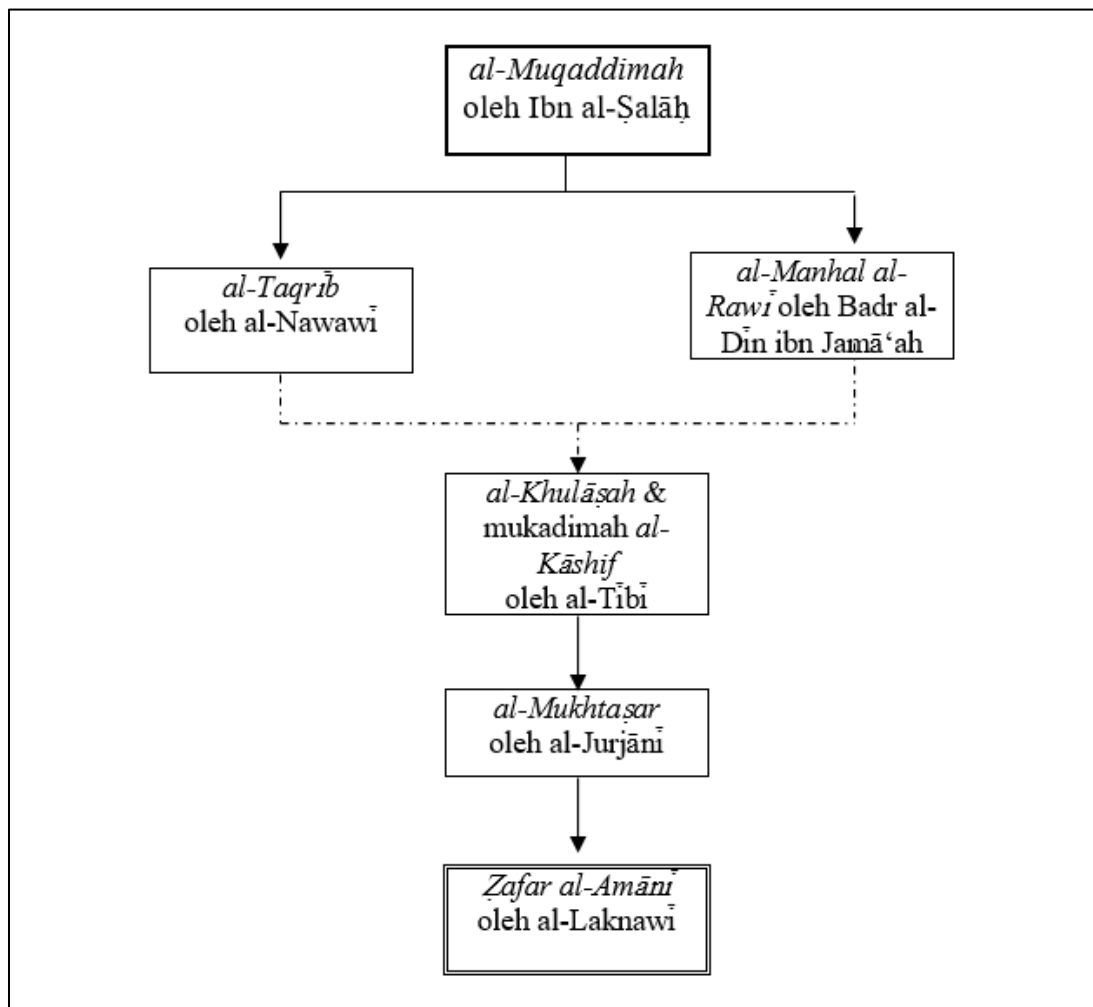 al-Muqaddimah
oleh Ibn al-Ṣalāḥ
al-Taqrīb
oleh al-Nawawī
al-Manhal al-
Rawī oleh Badr al-
Dīn ibn Jamā‘ah
al-Khulāṣah &
mukadimah al-
Kāshif
oleh al-Tībī
al-Mukhtaṣar
oleh al-Jurjānī
Ẓafar al-Amānī
oleh al-Laknawī